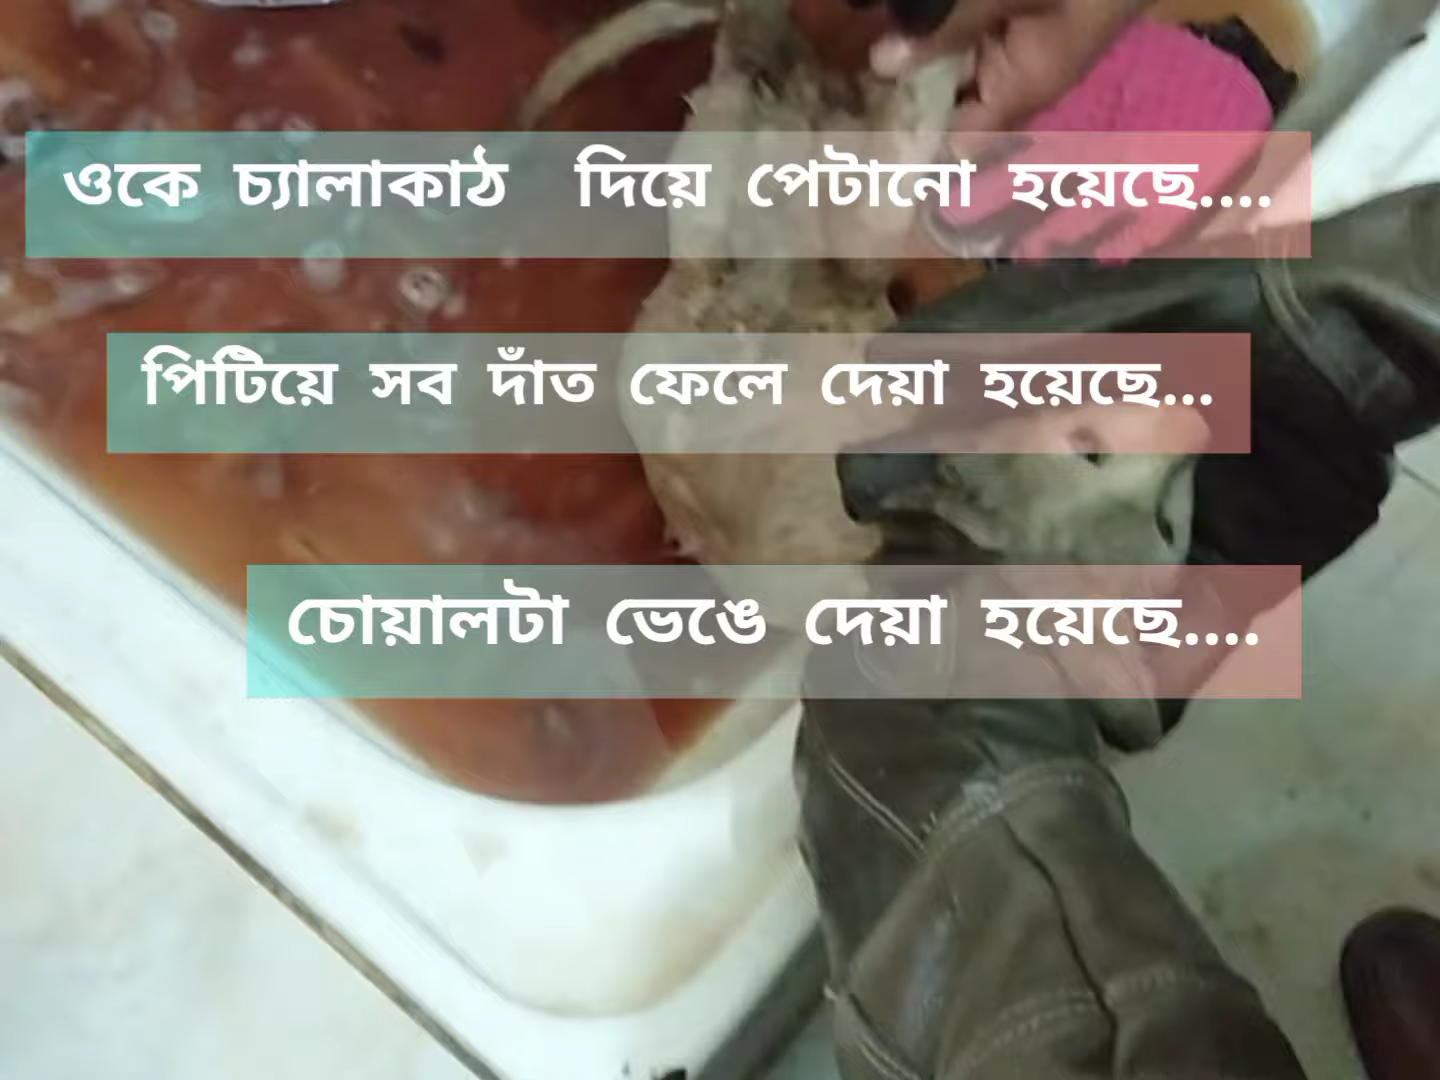 ওকে চ্যালাকাঠ দিয়ে পেটানো হয়েছে....
পিটিয়ে সব দাঁত ফেলে দেয়া হয়েছে...
চোয়ালটা ভেঙে দেয়া হয়েছে....